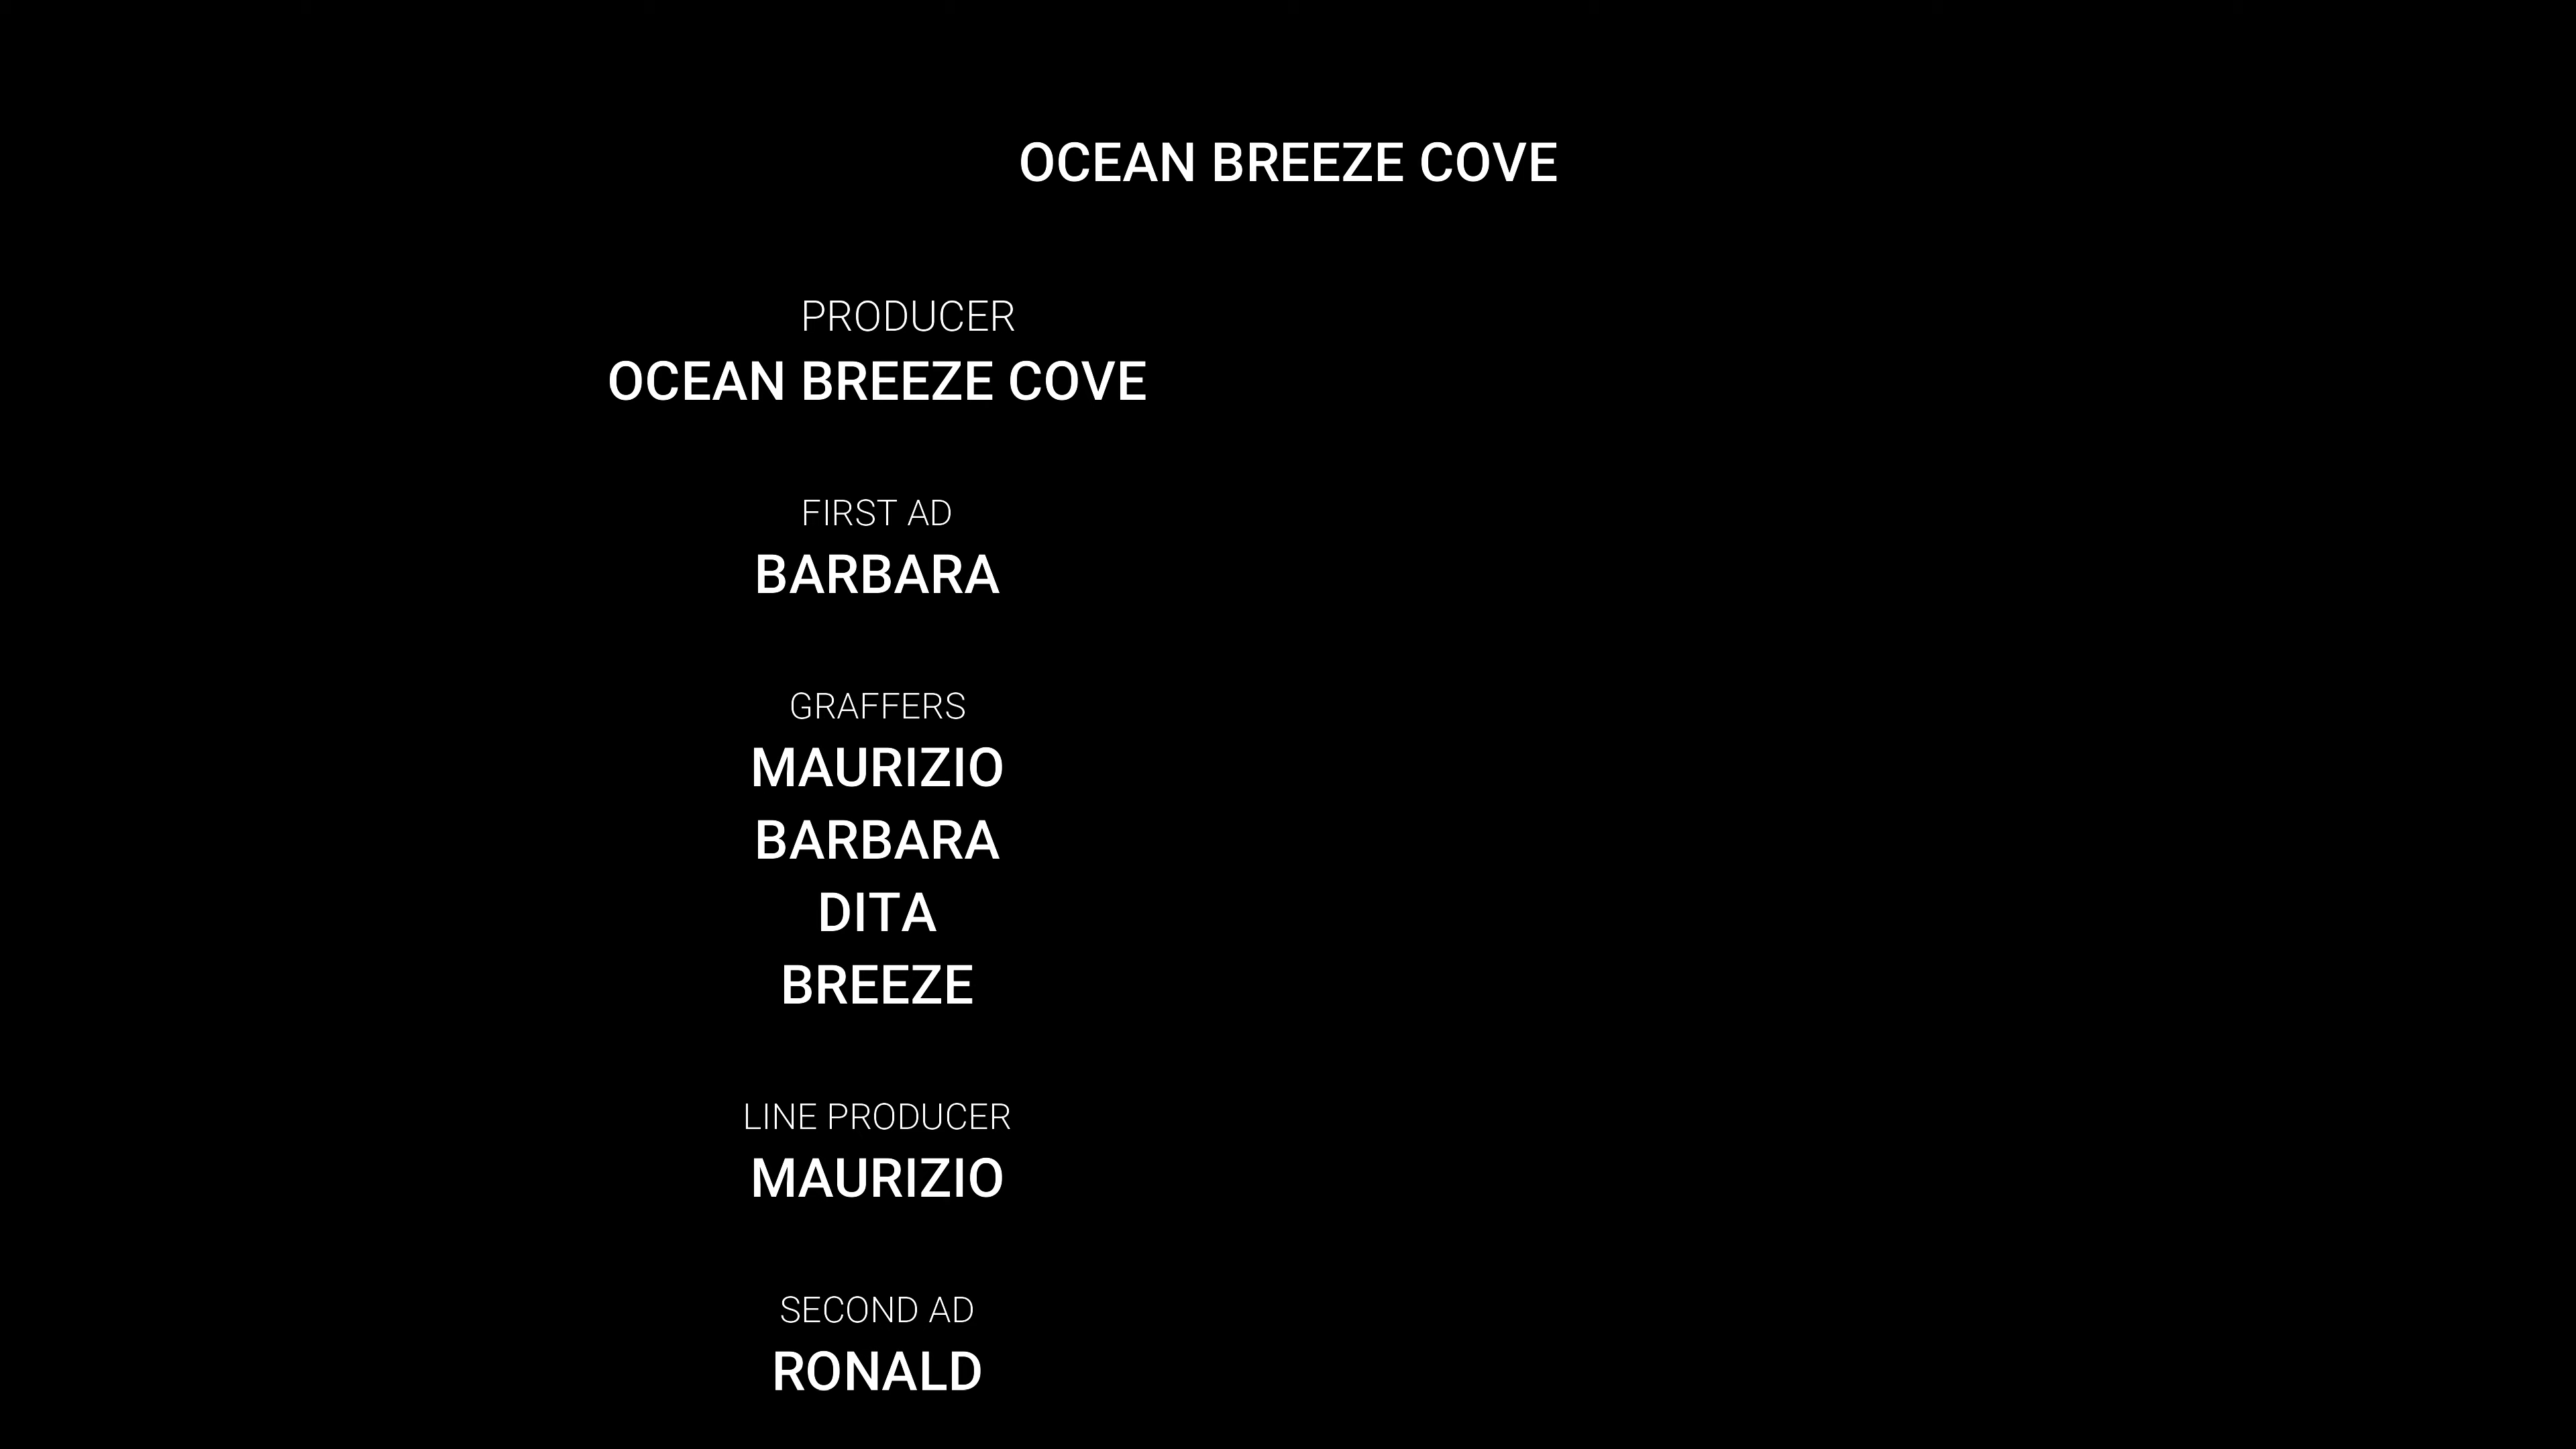 OCEAN BREEZE COVE
PRODUCER
OCEAN BREEZE COVE
FIRST AD
BARBARA
GRAFFERS
MAURIZIO
BARBARA
DITA
BREEZE
LINE PRODUCER
MAURIZIO
SECOND AD
RONALD